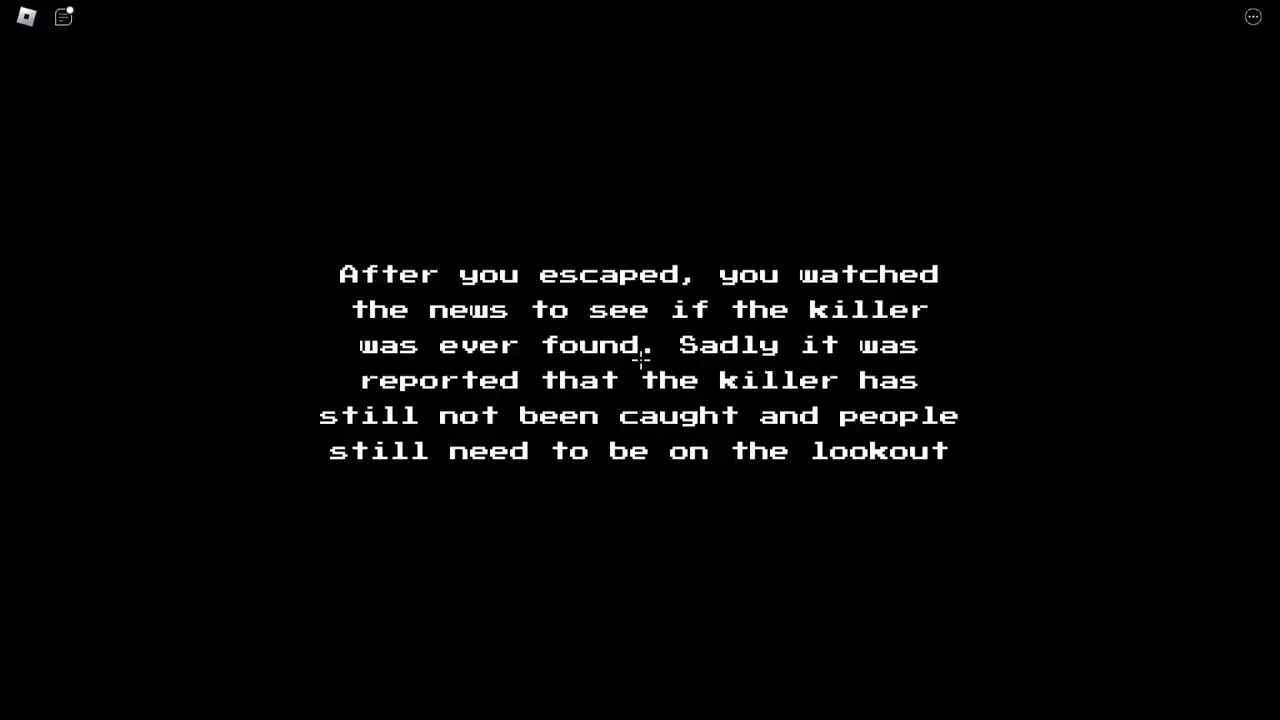 After you escaped, you watched
the news to see if the killer
was ever found. Sadly it was
reported that the killer has
still not been caught and people
still need to be on the lookout